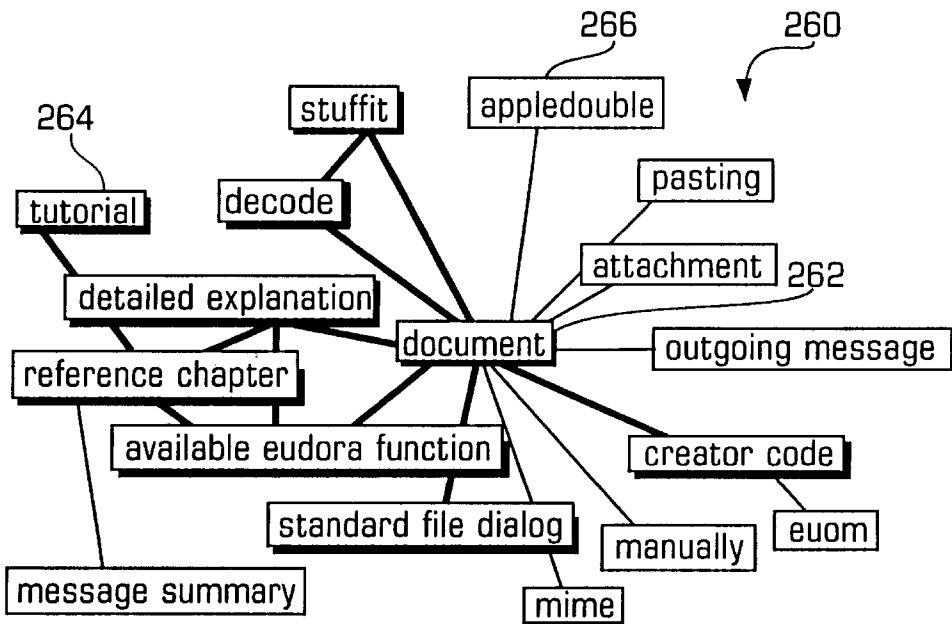 266
260
stuffit
appledouble
264
tutorial
decode
pasting
detailed explanation
attachment
262
document
outgoing message
reference chapter
available eudora function
creator code
standard file dialog
manually
euom
message summary
mime